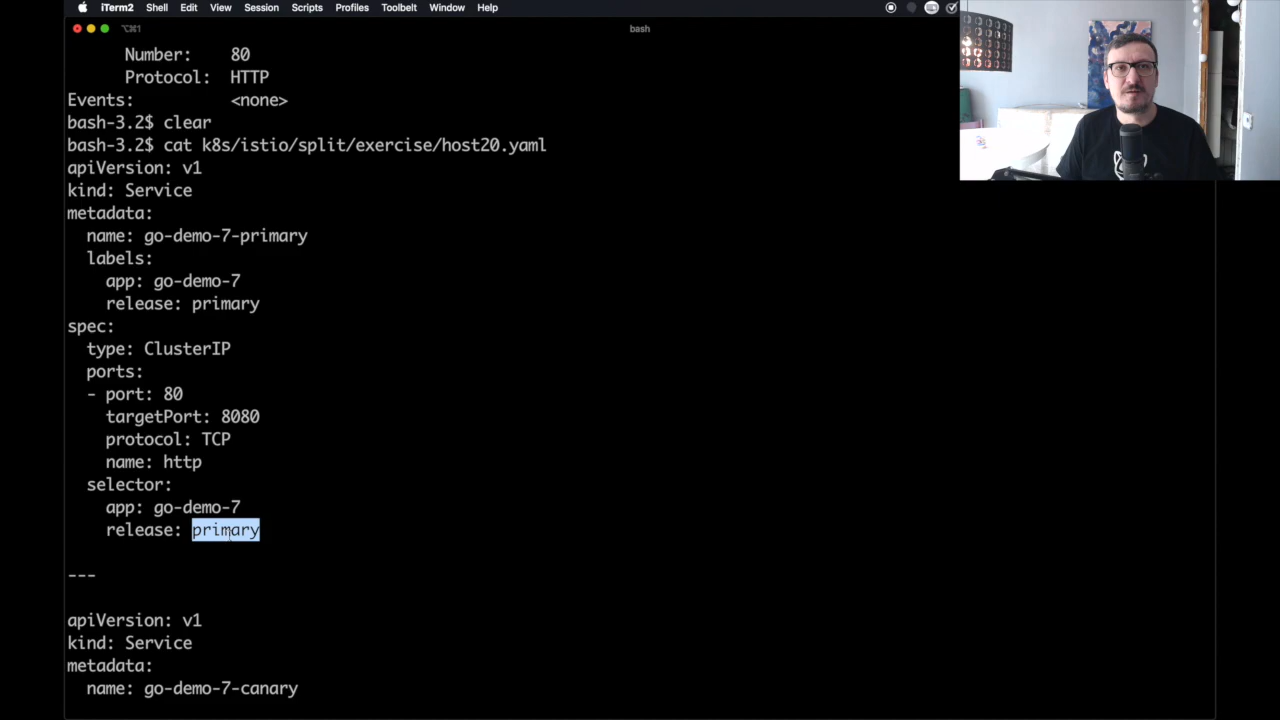 iTerm2 Shell Edit View Session Scripts Profiles Toolbelt Window Help
⌥⌘1 bash
Number: 80
Protocol: HTTP
Events: <none>
bash-3.2$ clear
bash-3.2$ cat k8s/istio/split/exercise/host20.yaml
apiVersion: v1
kind: Service
metadata:
  name: go-demo-7-primary
  labels:
    app: go-demo-7
    release: primary
spec:
  type: ClusterIP
  ports:
  - port: 80
    targetPort: 8080
    protocol: TCP
    name: http
  selector:
    app: go-demo-7
    release: primary
---
apiVersion: v1
kind: Service
metadata:
  name: go-demo-7-canary